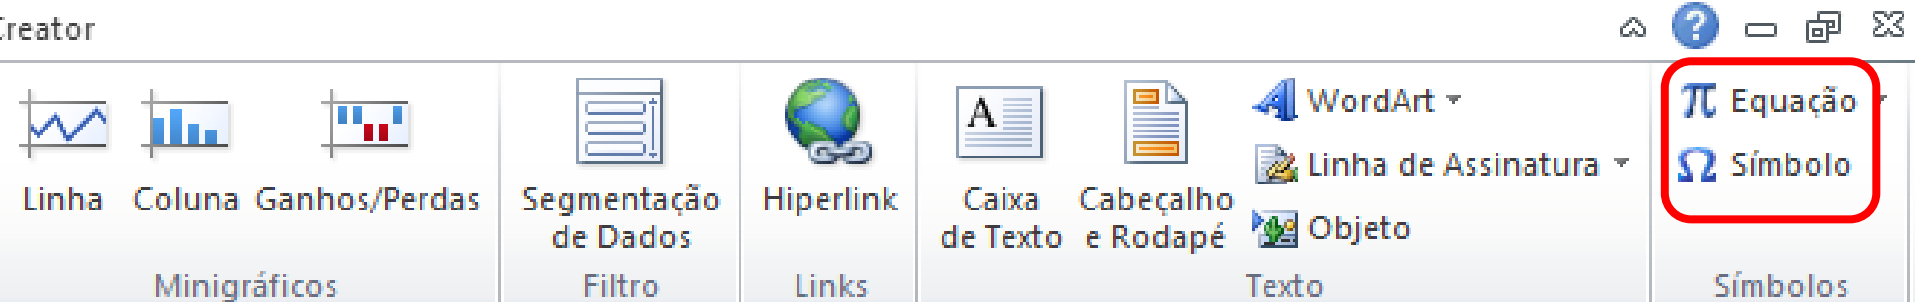 Creator
Linha Coluna Ganhos/Perdas
Minigráficos
Segmentação
de Dados
Filtro
Hiperlink
Links
A
Caixa
de Texto
Cabeçalho
e Rodapé
WordArt
Linha de Assinatura
Objeto
Texto
π Equação
Ω Símbolo
Símbolos